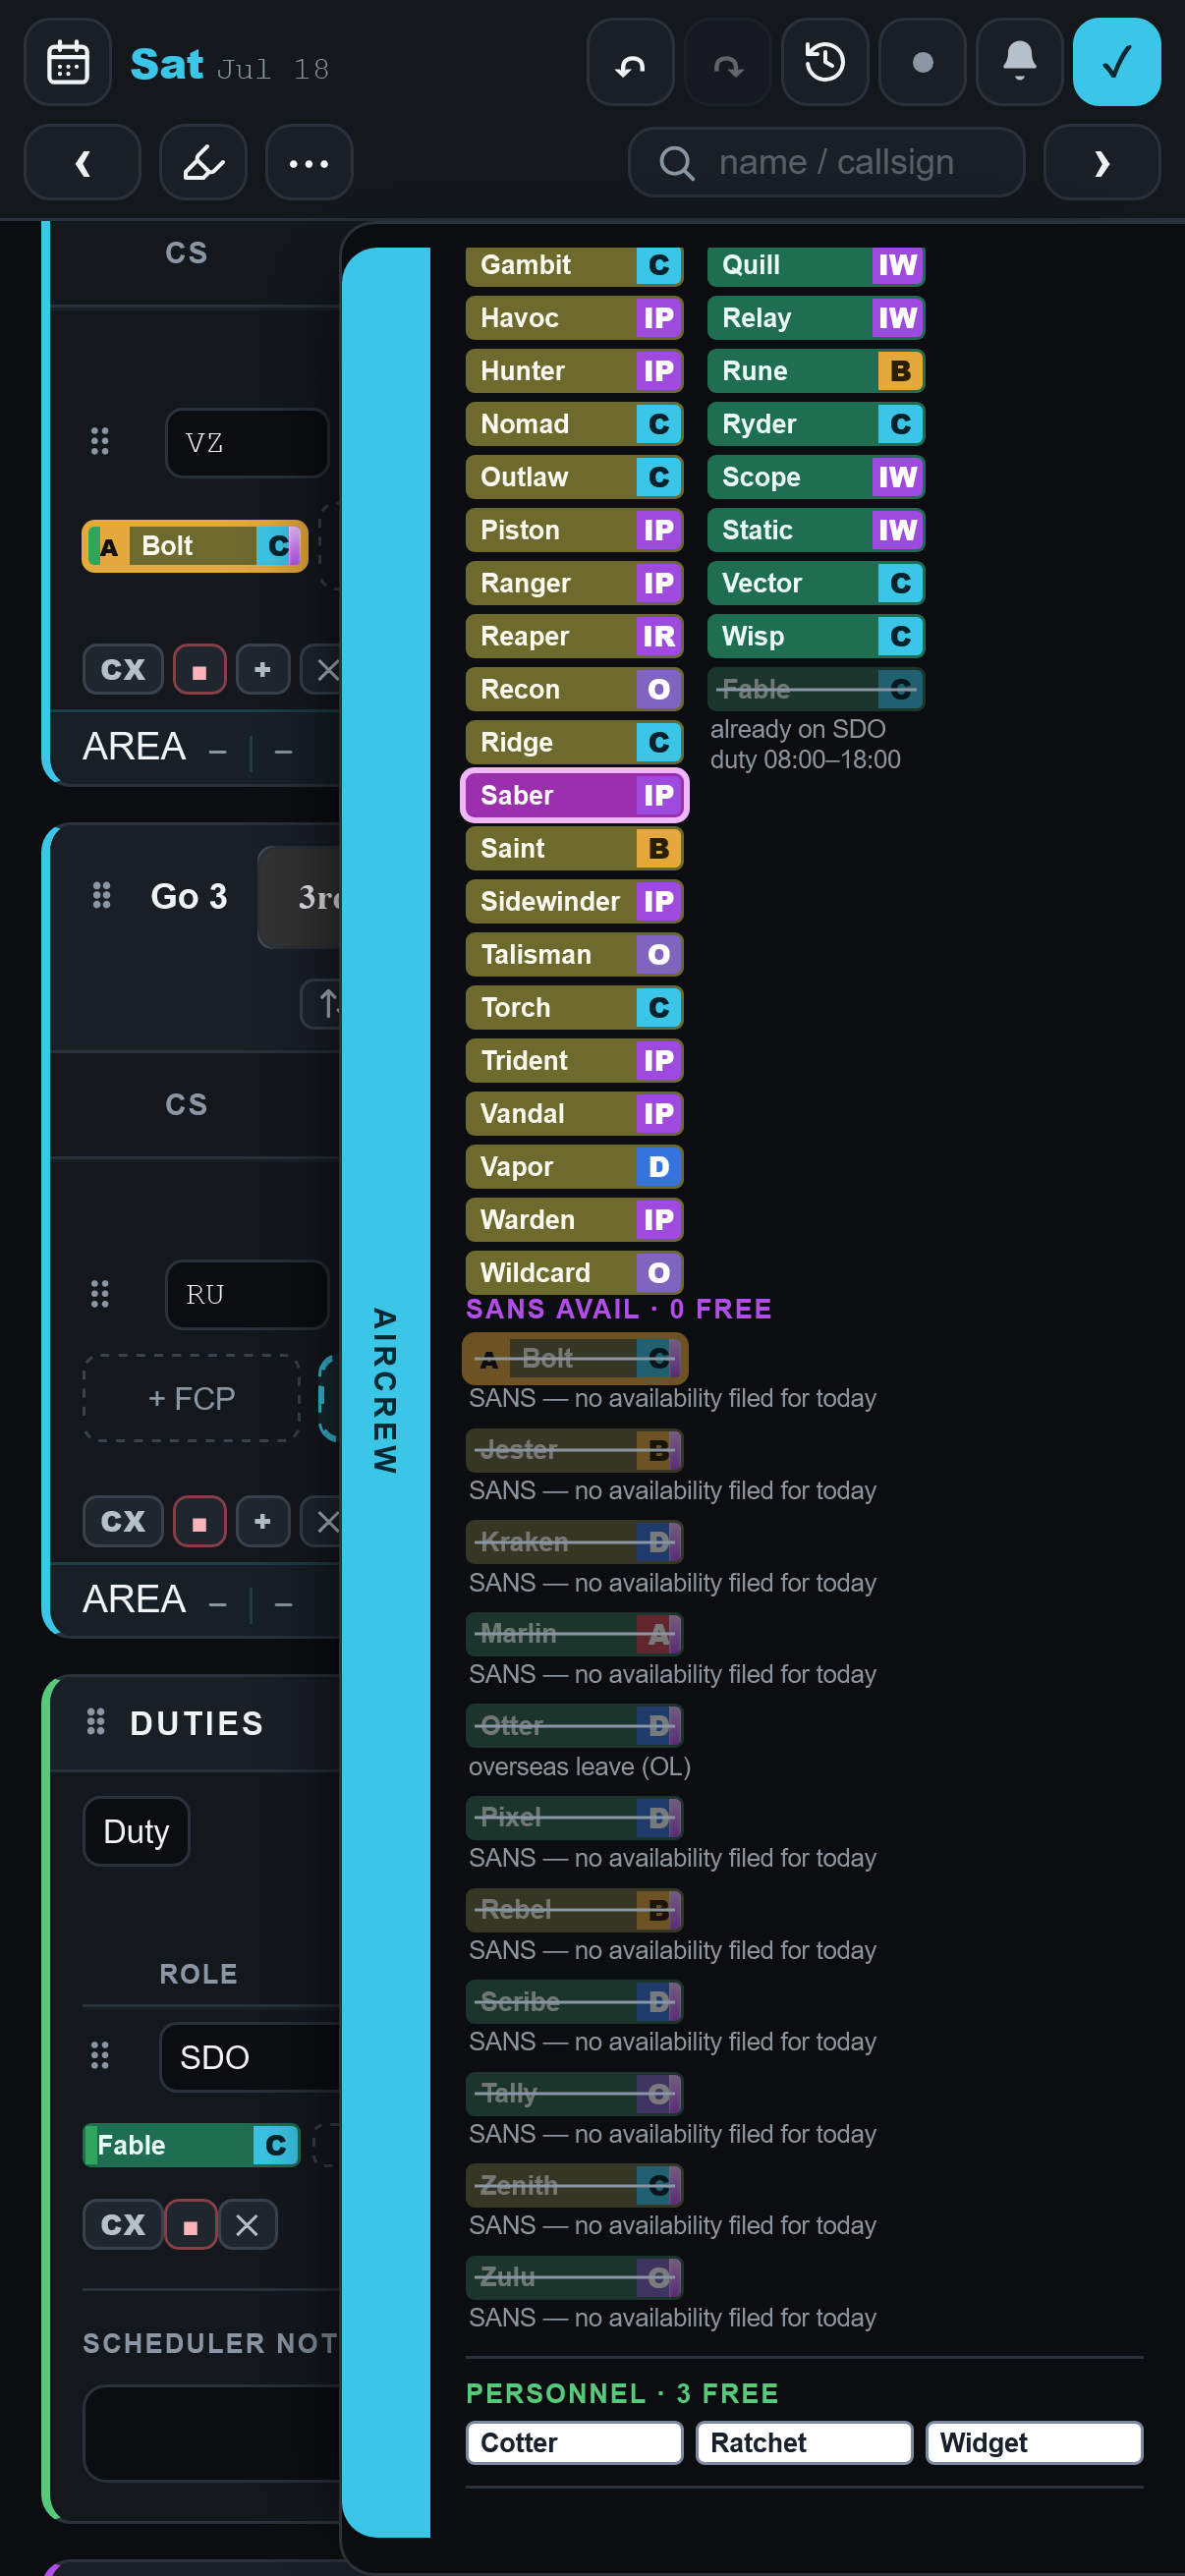 Sat Jul 18
name / callsign
CS
VZ
A Bolt C
CX
AREA – | –
Go 3
CS
RU
+ FCP
CX
AREA – | –
DUTIES
Duty
ROLE
SDO
Fable C
CX
SCHEDULER NOT
AIRCREW
Gambit C
Quill IW
Havoc IP
Relay IW
Hunter IP
Rune B
Nomad C
Ryder C
Outlaw C
Scope IW
Piston IP
Static IW
Ranger IP
Vector C
Reaper IR
Wisp C
Recon O
Fable C
already on SDO
duty 08:00–18:00
Ridge C
Saber IP
Saint B
Sidewinder IP
Talisman O
Torch C
Trident IP
Vandal IP
Vapor D
Warden IP
Wildcard O
SANS AVAIL · 0 FREE
A Bolt C
SANS — no availability filed for today
Jester B
SANS — no availability filed for today
Kraken D
SANS — no availability filed for today
Marlin A
SANS — no availability filed for today
Otter D
overseas leave (OL)
Pixel D
SANS — no availability filed for today
Rebel B
SANS — no availability filed for today
Scribe D
SANS — no availability filed for today
Tally O
SANS — no availability filed for today
Zenith C
SANS — no availability filed for today
Zulu O
SANS — no availability filed for today
PERSONNEL · 3 FREE
Cotter
Ratchet
Widget